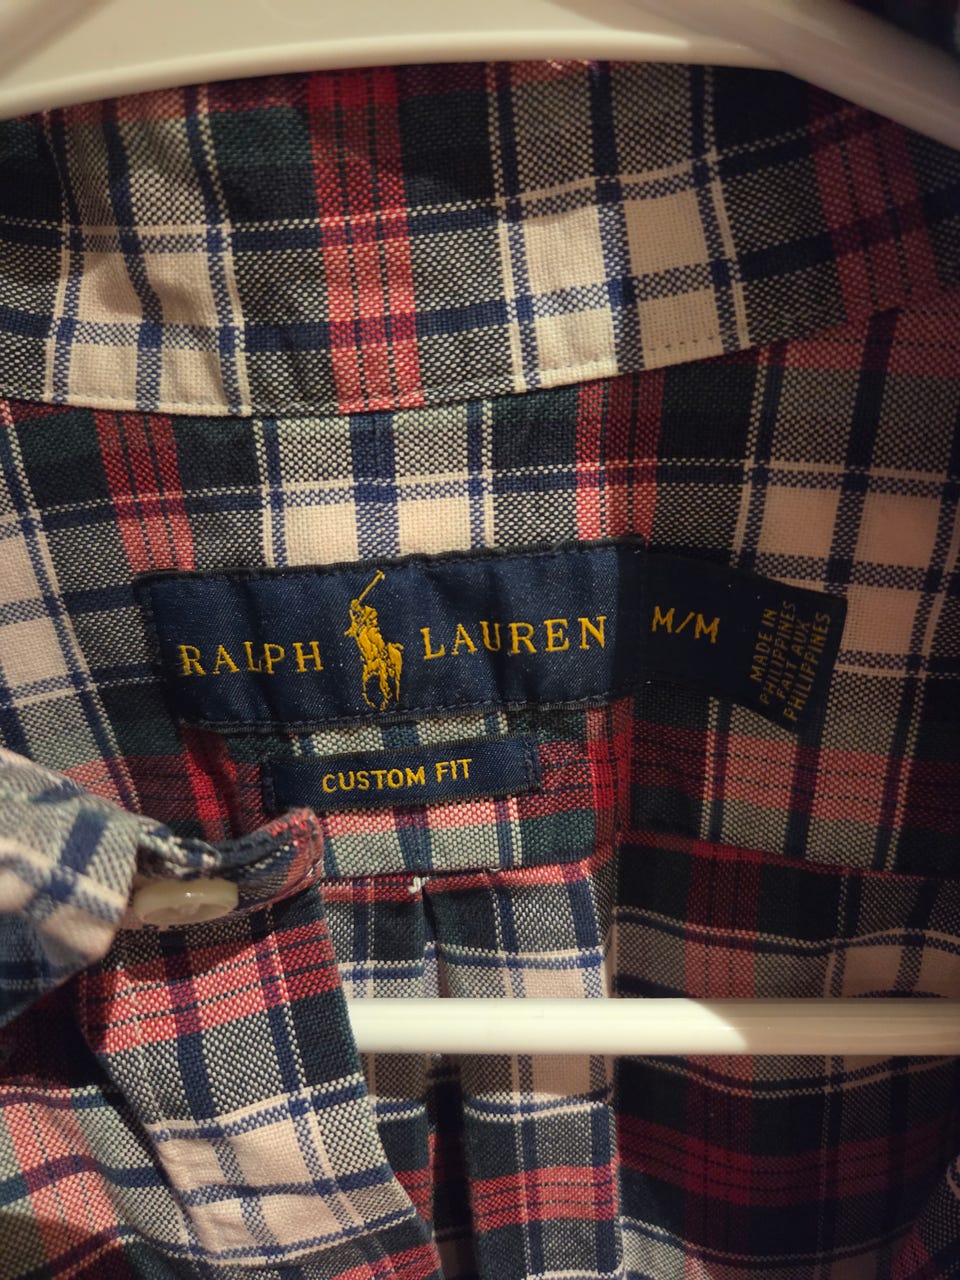 RALPH LAUREN
M/M
MADE IN
PHILIPPINES
FAIT AUX
PHILIPPINES
CUSTOM FIT